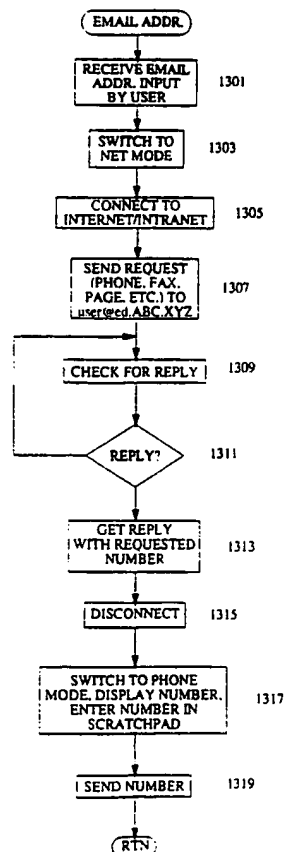 EMAIL ADDR.
RECEIVE EMAIL
ADDR. INPUT
BY USER
1301
SWITCH TO
NET MODE
1303
CONNECT TO
INTERNET/INTRANET
1305
SEND REQUEST
(PHONE, FAX,
PAGE, ETC.) TO
user@ed.ABC.XYZ
1307
CHECK FOR REPLY
1309
REPLY?
1311
GET REPLY
WITH REQUESTED
NUMBER
1313
DISCONNECT
1315
SWITCH TO PHONE
MODE, DISPLAY NUMBER,
ENTER NUMBER IN
SCRATCHPAD
1317
SEND NUMBER
1319
RTN